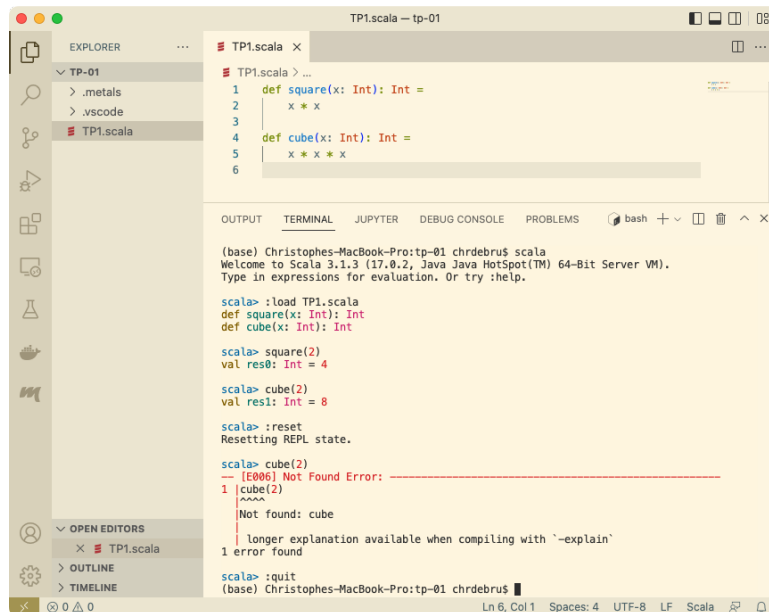 TP1.scala — tp-01
EXPLORER
TP-01
.metals
.vscode
TP1.scala
OPEN EDITORS
TP1.scala
OUTLINE
TIMELINE
TP1.scala
TP1.scala > ...
1 def square(x: Int): Int =
2 x * x
3
4 def cube(x: Int): Int =
5 x * x * x
6
OUTPUT TERMINAL JUPYTER DEBUG CONSOLE PROBLEMS bash
(base) Christophes-MacBook-Pro:tp-01 chrdebru$ scala
Welcome to Scala 3.1.3 (17.0.2, Java Java HotSpot(TM) 64-Bit Server VM).
Type in expressions for evaluation. Or try :help.
scala> :load TP1.scala
def square(x: Int): Int
def cube(x: Int): Int
scala> square(2)
val res0: Int = 4
scala> cube(2)
val res1: Int = 8
scala> :reset
Resetting REPL state.
scala> cube(2)
-- [E006] Not Found Error: ----------------------------------------------------
1 |cube(2)
|^^^^
|Not found: cube
|
| longer explanation available when compiling with `-explain`
1 error found
scala> :quit
(base) Christophes-MacBook-Pro:tp-01 chrdebru$
0 0 Ln 6, Col 1 Spaces: 4 UTF-8 LF Scala